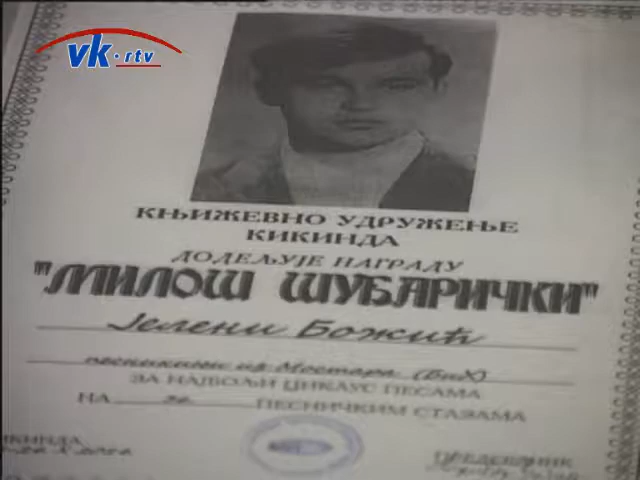 vk·rtv
КЊИЖЕВНО УДРУЖЕЊЕ
КИКИНДА
ДОДЕЉУЈЕ НАГРАДУ
"МИЛОШ ШУБАРИЧКИ"
Јелени Божић
песникињи из Мостара (БиХ)
ЗА НАЈБОЉИ ЦИКЛУС ПЕСАМА
НА ПЕСНИЧКИМ СТАЗАМА
ПРЕДСЕДНИК